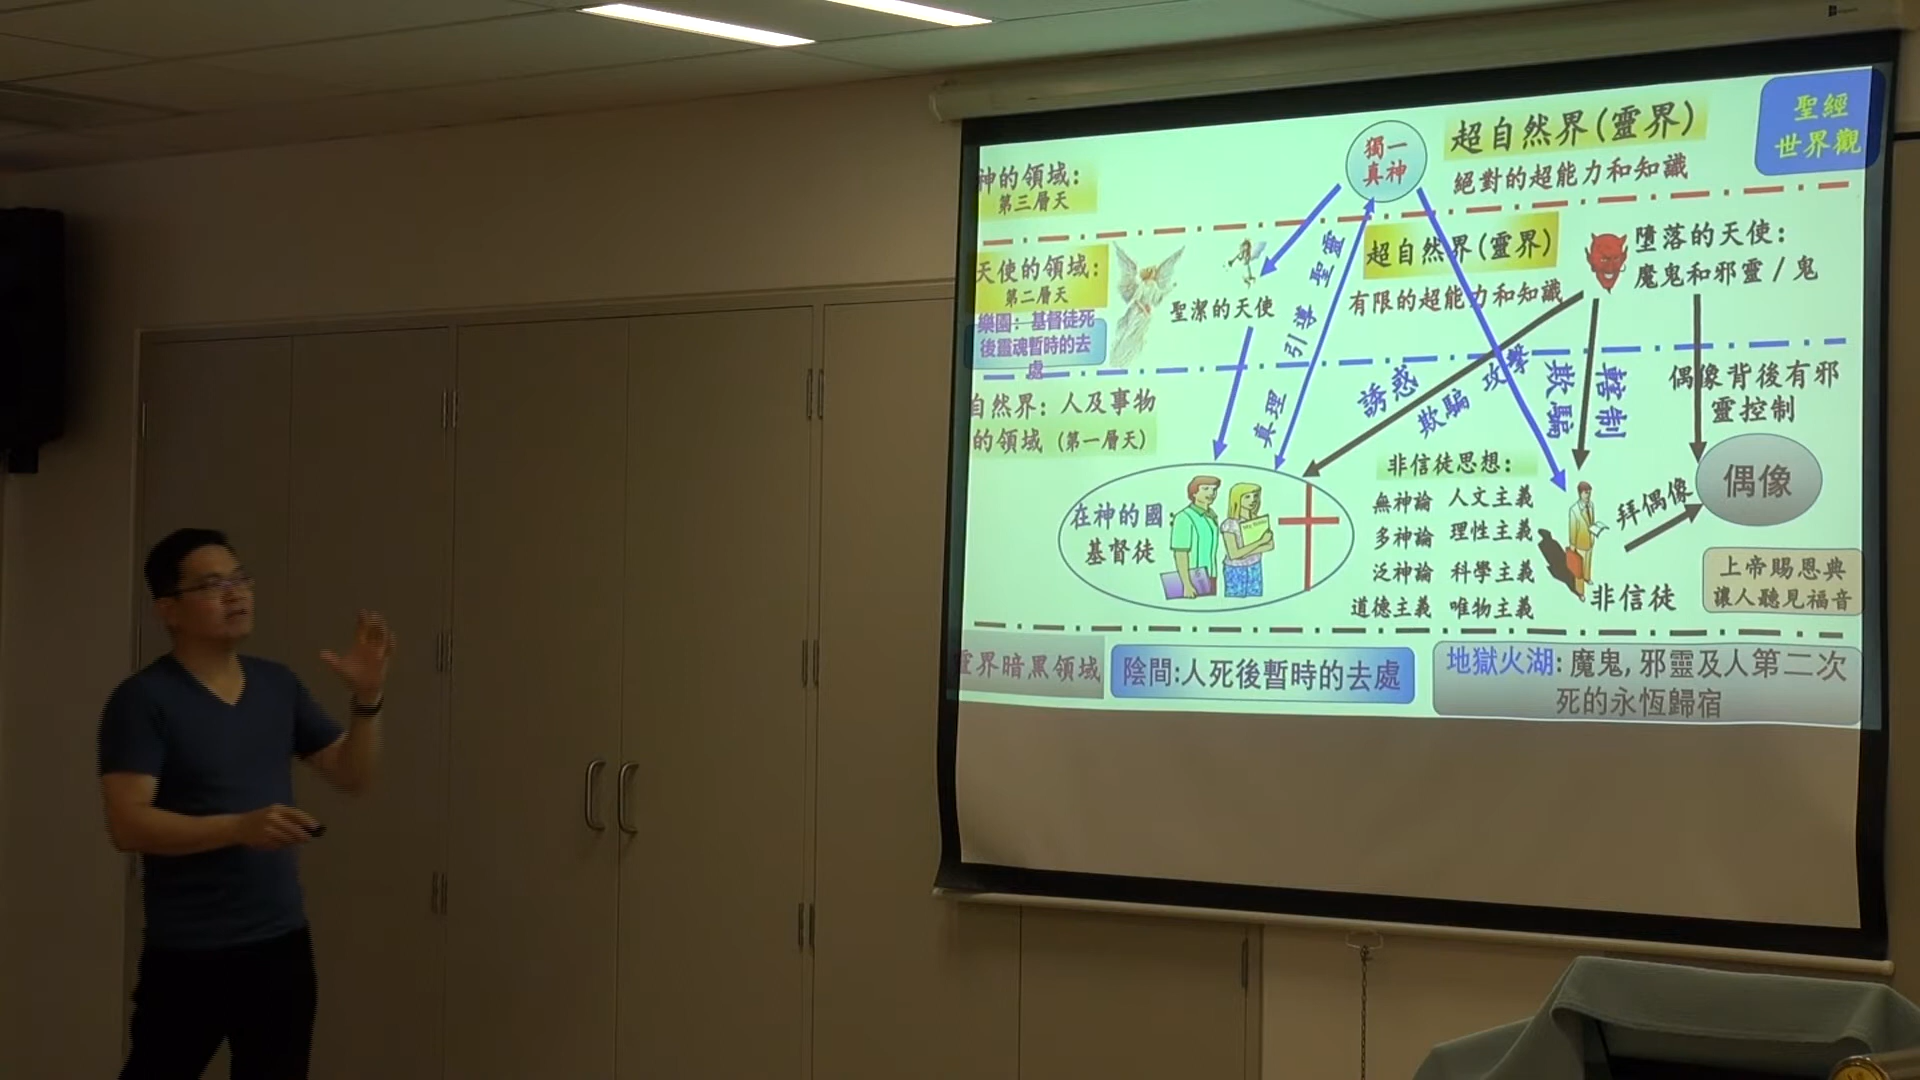 聖經
世界觀
超自然界(靈界)
絕對的超能力和知識
獨一
真神
神的領域:
第三層天
天使的領域:
第二層天
樂園: 基督徒死
後靈魂暫時的去
處
聖潔的天使
超自然界(靈界)
有限的超能力和知識
墮落的天使:
魔鬼和邪靈/鬼
真理 引導 聖靈
誘惑
欺騙 攻擊
欺騙
轄制
偶像背後有邪
靈控制
自然界: 人及事物
的領域 (第一層天)
在神的國:
基督徒
非信徒思想:
無神論 人文主義
多神論 理性主義
泛神論 科學主義
道德主義 唯物主義
非信徒
拜偶像
偶像
上帝賜恩典
讓人聽見福音
靈界暗黑領域
陰間:人死後暫時的去處
地獄火湖: 魔鬼, 邪靈及人第二次
死的永恆歸宿